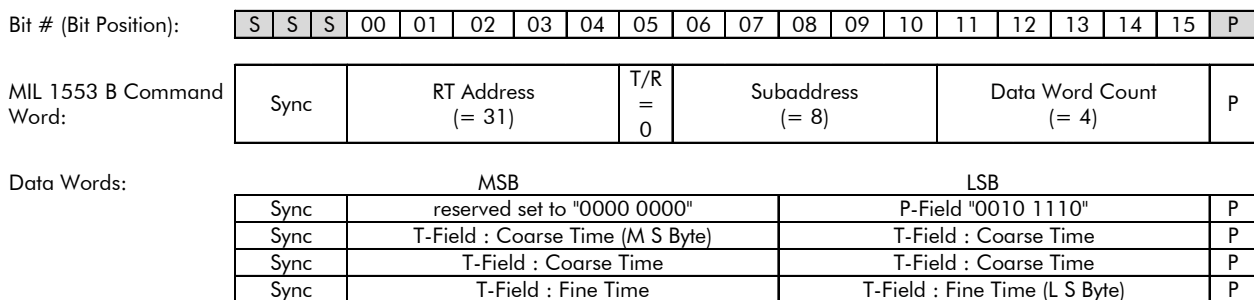 Bit # (Bit Position): S S S 00 01 02 03 04 05 06 07 08 09 10 11 12 13 14 15 P
MIL 1553 B Command Word: Sync RT Address (= 31) T/R = 0 Subaddress (= 8) Data Word Count (= 4) P
Data Words: MSB LSB
Sync reserved set to "0000 0000" P-Field "0010 1110" P
Sync T-Field : Coarse Time (M S Byte) T-Field : Coarse Time P
Sync T-Field : Coarse Time T-Field : Coarse Time P
Sync T-Field : Fine Time T-Field : Fine Time (L S Byte) P